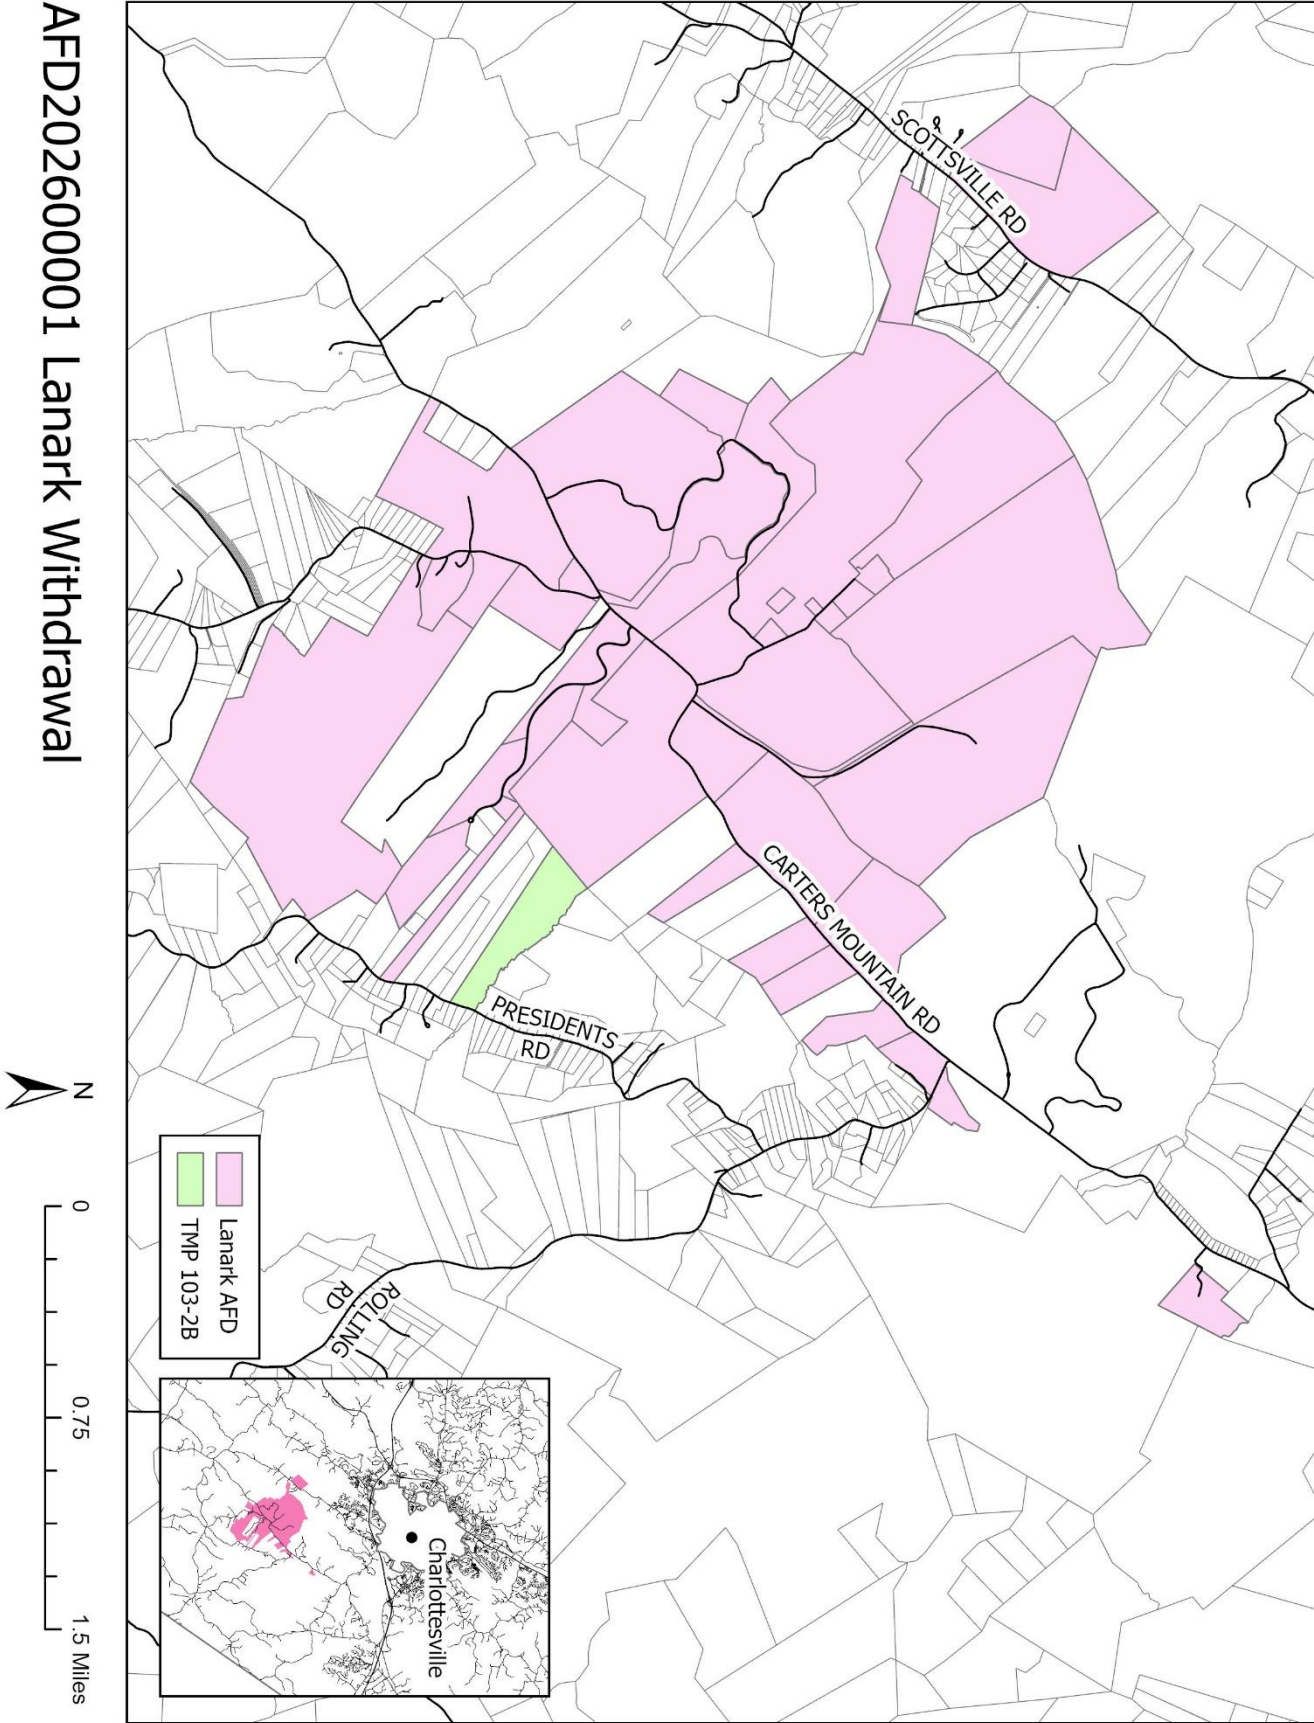 AFD202600001 Lanark Withdrawal
SCOTTSVILLE RD
CARTERS MOUNTAIN RD
PRESIDENTS
RD
ROLLING
RD
Charlottesville
Lanark AFD
TMP 103-2B
N
0
0.75
1.5 Miles